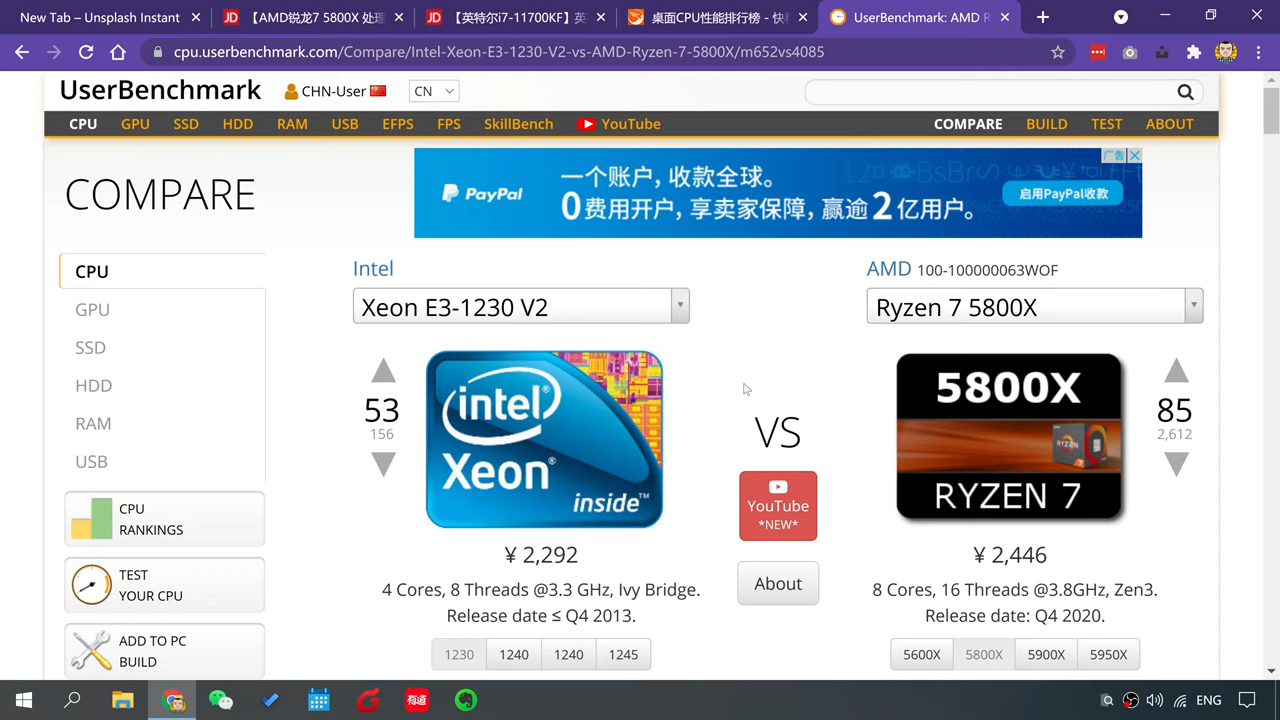 New Tab – Unsplash Instant
【AMD锐龙7 5800X 处
【英特尔i7-11700KF】英
桌面CPU性能排行榜 - 快
UserBenchmark: AMD R
cpu.userbenchmark.com/Compare/Intel-Xeon-E3-1230-V2-vs-AMD-Ryzen-7-5800X/m652vs4085
UserBenchmark
CHN-User
CN
CPU GPU SSD HDD RAM USB EFPS FPS SkillBench YouTube COMPARE BUILD TEST ABOUT
COMPARE
PayPal
一个账户，收款全球。
0费用开户，享卖家保障，赢逾2亿用户。
广告
启用PayPal收款
CPU
GPU
SSD
HDD
RAM
USB
CPU
RANKINGS
TEST
YOUR CPU
ADD TO PC
BUILD
Intel
Xeon E3-1230 V2
53
156
intel
Xeon
inside™
¥ 2,292
4 Cores, 8 Threads @3.3 GHz, Ivy Bridge.
Release date ≤ Q4 2013.
1230 1240 1240 1245
VS
YouTube
*NEW*
About
AMD 100-100000063WOF
Ryzen 7 5800X
5800X
RYZEN
RYZEN 7
85
2,612
¥ 2,446
8 Cores, 16 Threads @3.8GHz, Zen3.
Release date: Q4 2020.
5600X 5800X 5900X 5950X
有道
ENG